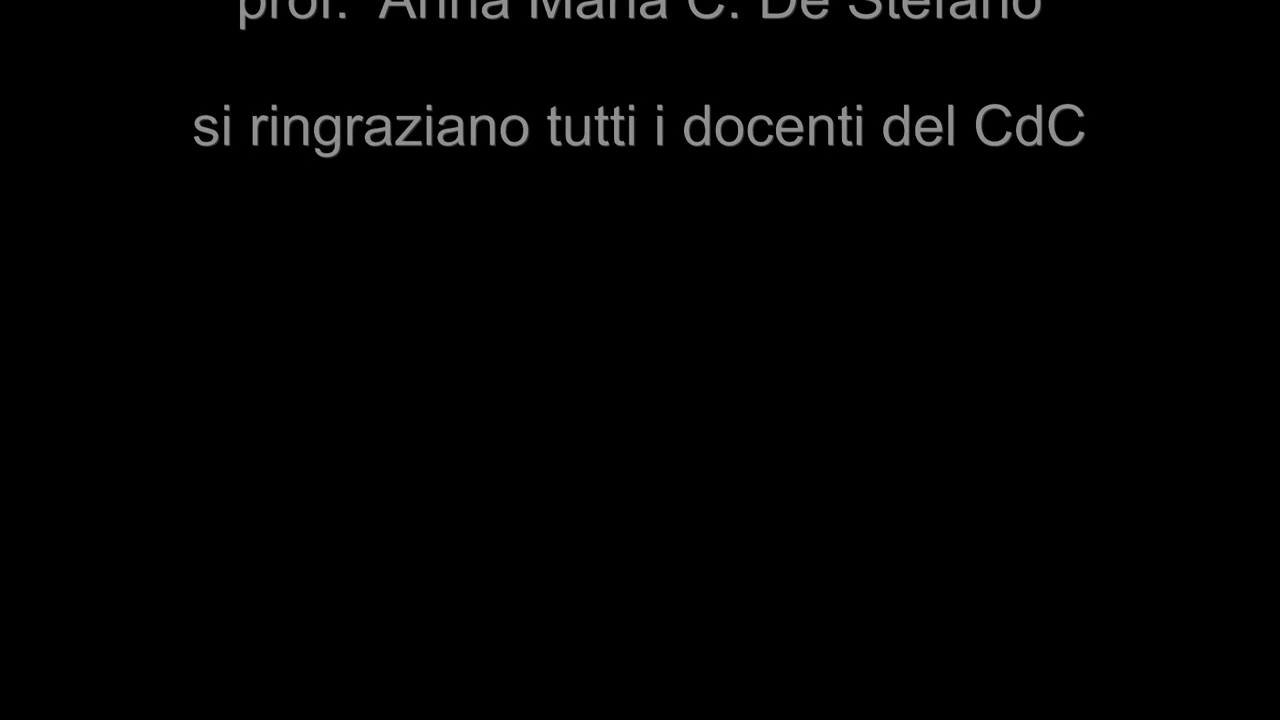 prof. Anna Maria C. De Stefano
si ringraziano tutti i docenti del CdC